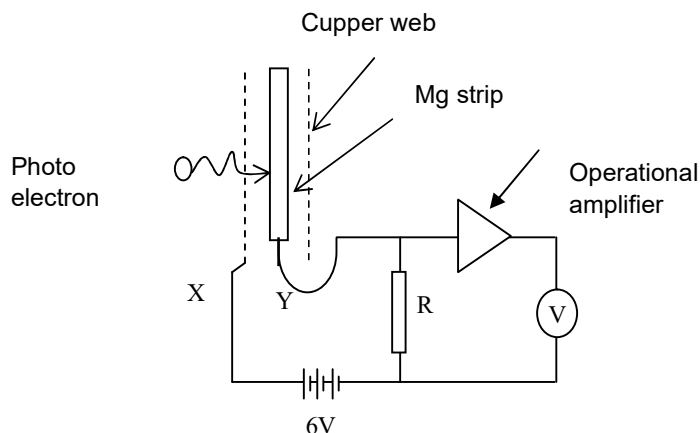 Cupper web
Mg strip
Photo
electron
Operational
amplifier
X
Y
R
V
6V